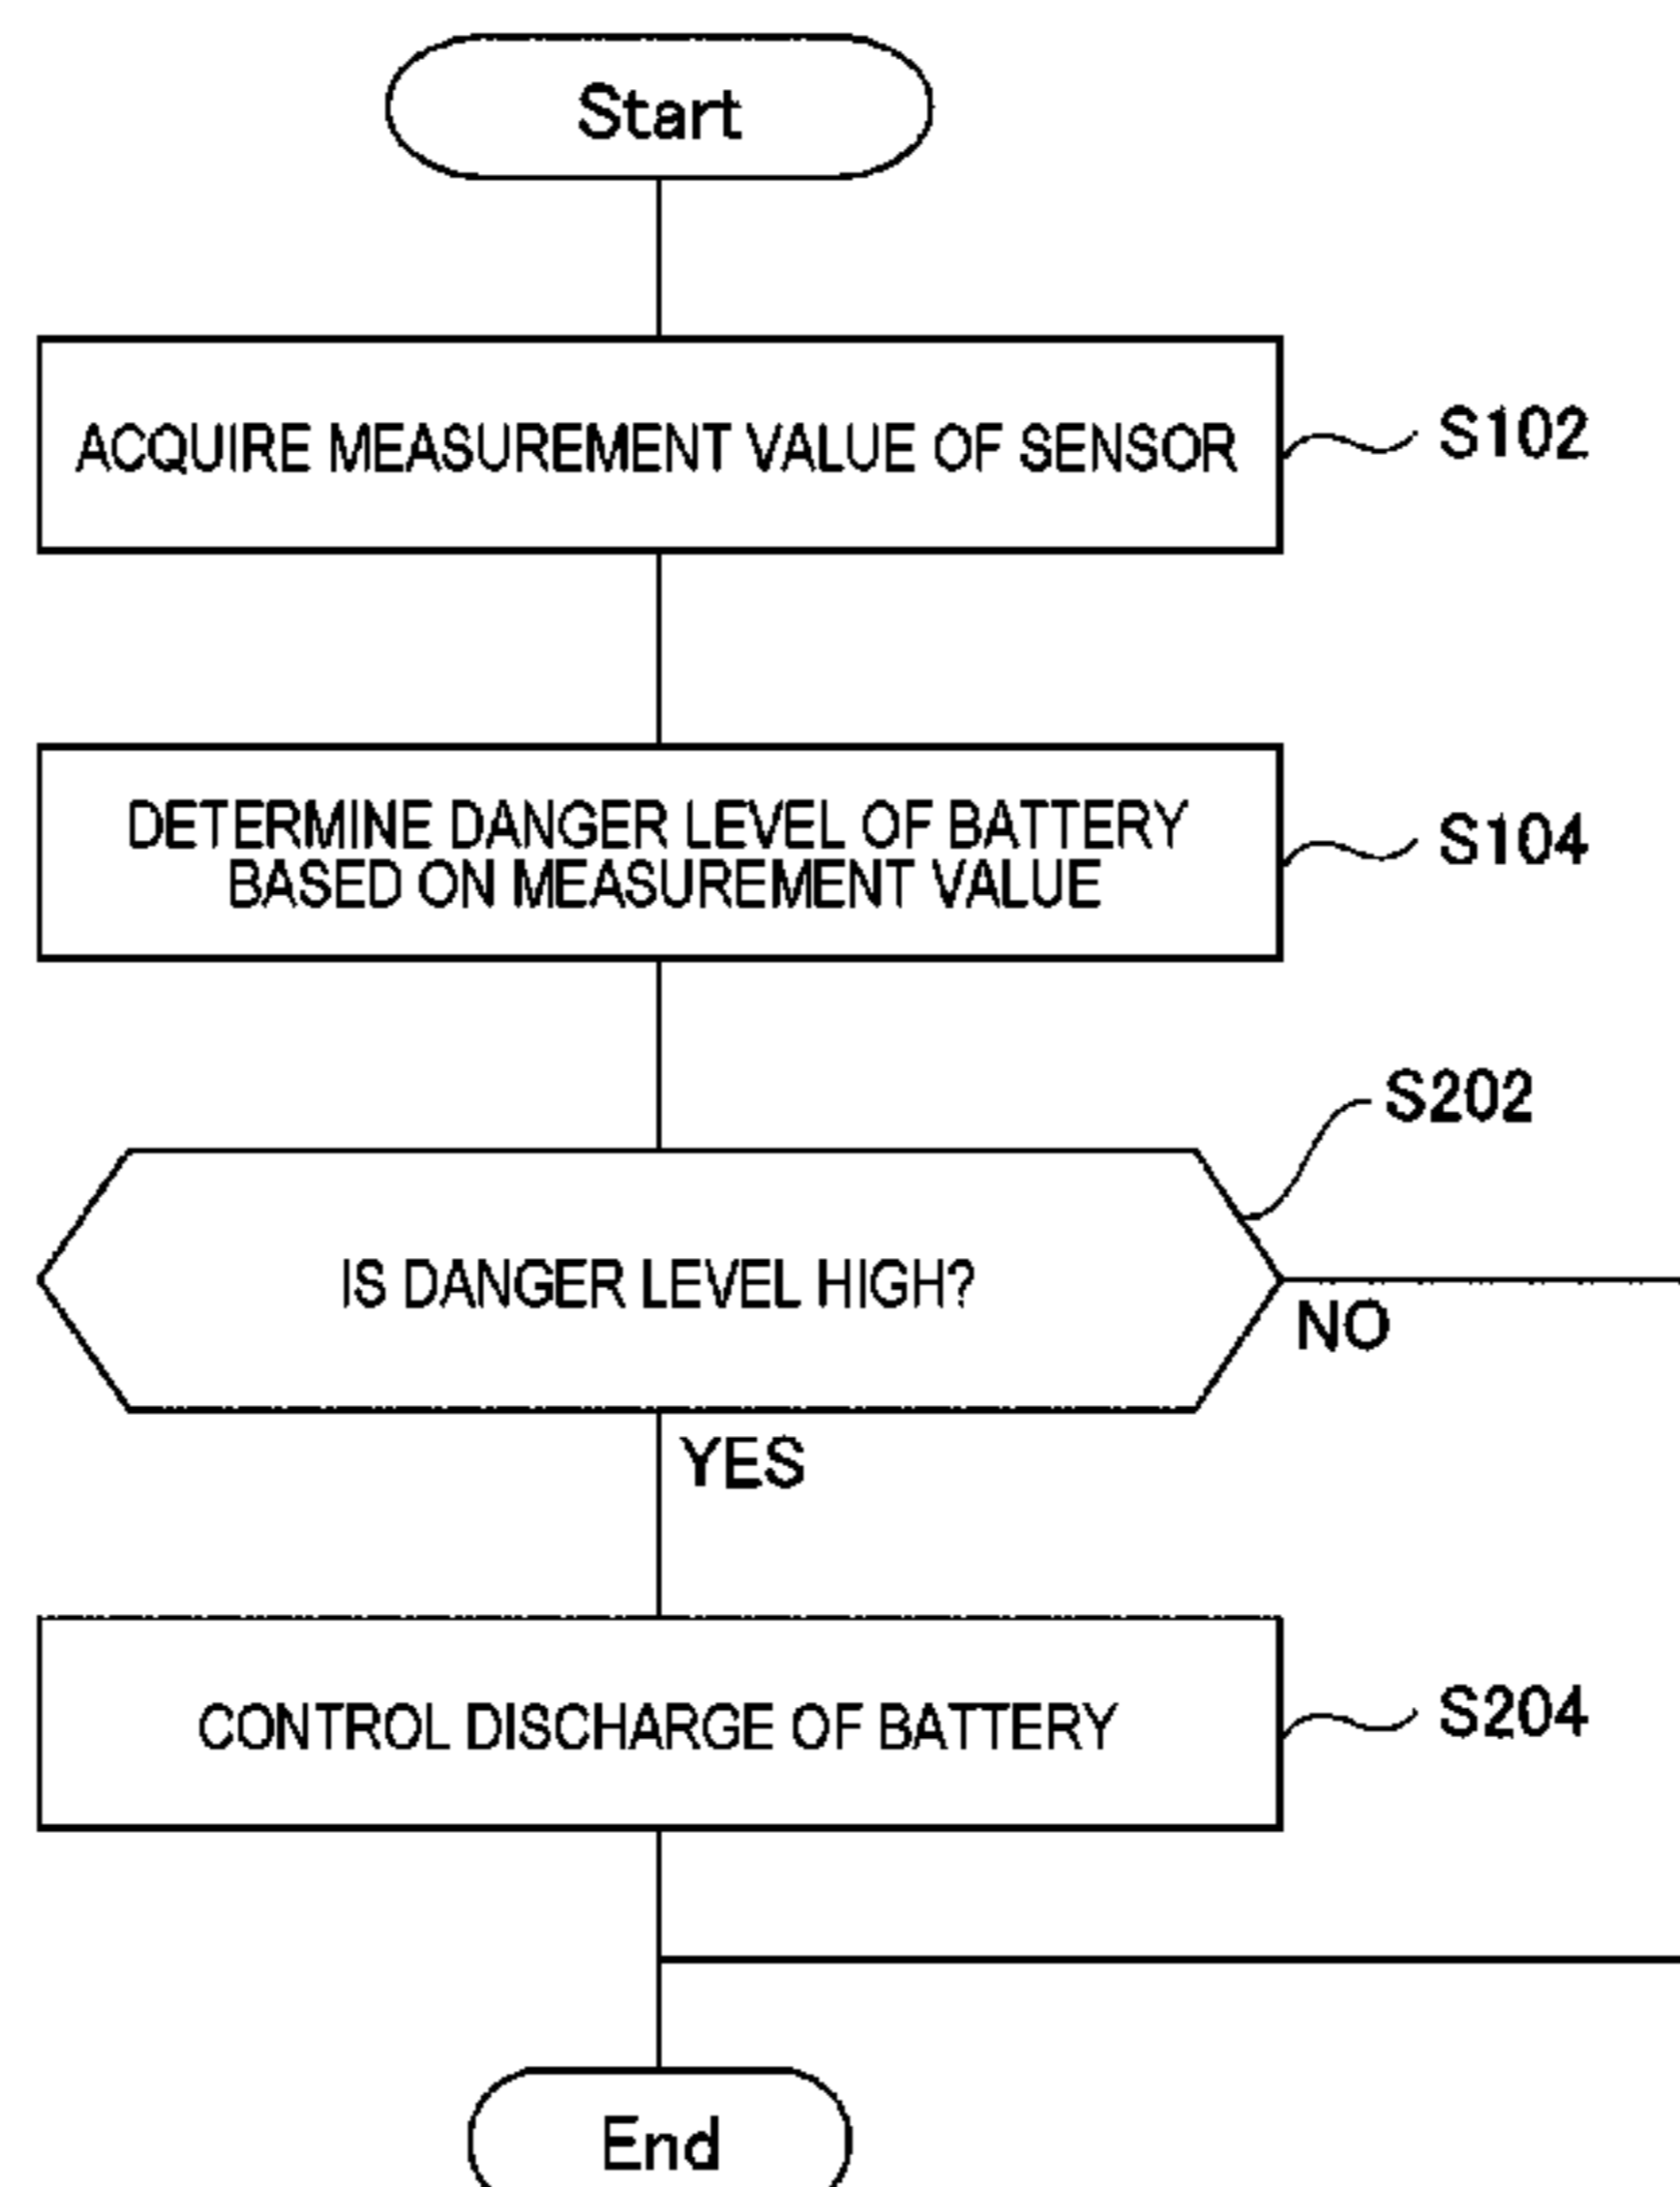 Start
ACQUIRE MEASUREMENT VALUE OF SENSOR
S102
DETERMINE DANGER LEVEL OF BATTERY
BASED ON MEASUREMENT VALUE
S104
S202
IS DANGER LEVEL HIGH?
NO
YES
CONTROL DISCHARGE OF BATTERY
S204
End